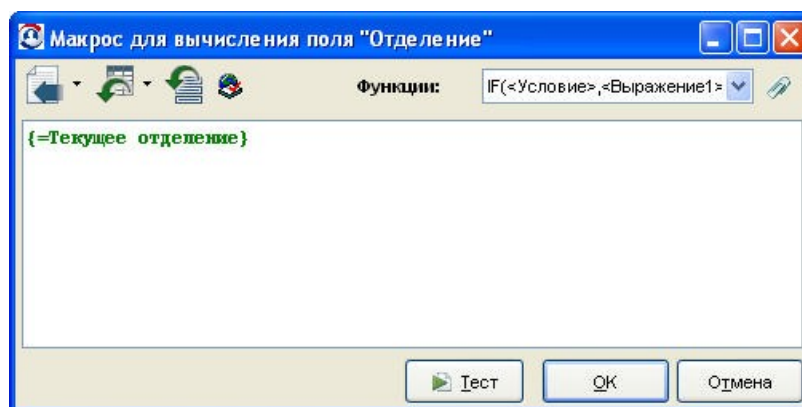 Макрос для вычисления поля "Отделение"
Функции: IF(<Условие>,<Выражение1>
{=Текущее отделение}
Тест OK Отмена